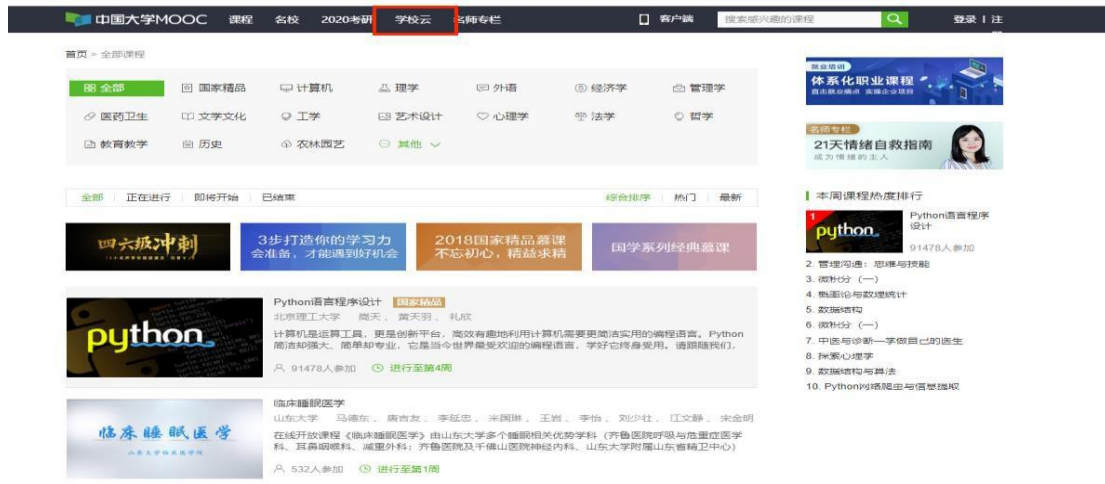 中国大学MOOC 课程 名校 2020考研 学校云 名师专栏 客户端 搜索感兴趣的课程 登录 | 注
首页 > 全部课程
全部 国家精品 计算机 理学 外语 经济学 管理学
医药卫生 文学文化 工学 艺术设计 心理学 法学 哲学
教育教学 历史 农林园艺 其他
全部 正在进行 即将开始 已结束 综合排序 热门 最新
四六级冲刺
3步打造你的学习力
会准备,才能遇到好机会
2018国家精品慕课
不忘初心,精益求精
国学系列经典慕课
python
Python语言程序设计 国家精品
北京理工大学 嵩天 、 黄天羽 、 礼欣
计算机是运算工具,更是创新平台,高效有趣地利用计算机需要更简洁实用的编程语言。Python
简洁却强大、简单却专业,它是当今世界最受欢迎的编程语言,学好它终身受用。请跟随我们,
91478人参加 进行至第4周
临床睡眠医学
山东大学临床医学院
临床睡眠医学
山东大学 马德东 、 唐吉友 、 李延忠 、 米国琳 、 王岩 、 李怡 、 刘少壮 、 江文静 、 宋金明
在线开放课程《临床睡眠医学》由山东大学多个睡眠相关优势学科(齐鲁医院呼吸与危重症医学
科、耳鼻咽喉科、减重外科;齐鲁医院及千佛山医院神经内科、山东大学附属山东省精卫中心)
532人参加 进行至第1周
就业培训
体系化职业课程
直击就业痛点 实操企业项目
名师专栏
21天情绪自救指南
成为情绪的主人
本周课程热度排行
1
python
Python语言程序
设计
91478人参加
2. 管理沟通:思维与技能
3. 微积分(一)
4. 概率论与数理统计
5. 数据结构
6. 微积分(一)
7. 中医与诊断—学做自己的医生
8. 探索心理学
9. 数据结构与算法
10. Python网络爬虫与信息提取